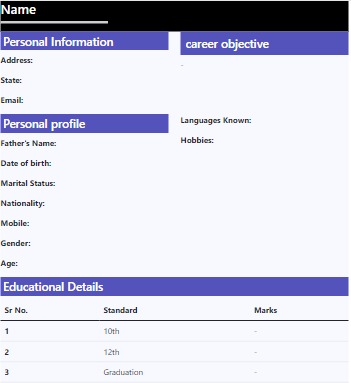 Name
Personal Information
Address:
State:
Email:
career objective
-
Personal profile
Father's Name:
Date of birth:
Marital Status:
Nationality:
Mobile:
Gender:
Age:
Languages Known:
Hobbies:
Educational Details
Sr No. Standard Marks
1 10th -
2 12th -
3 Graduation -